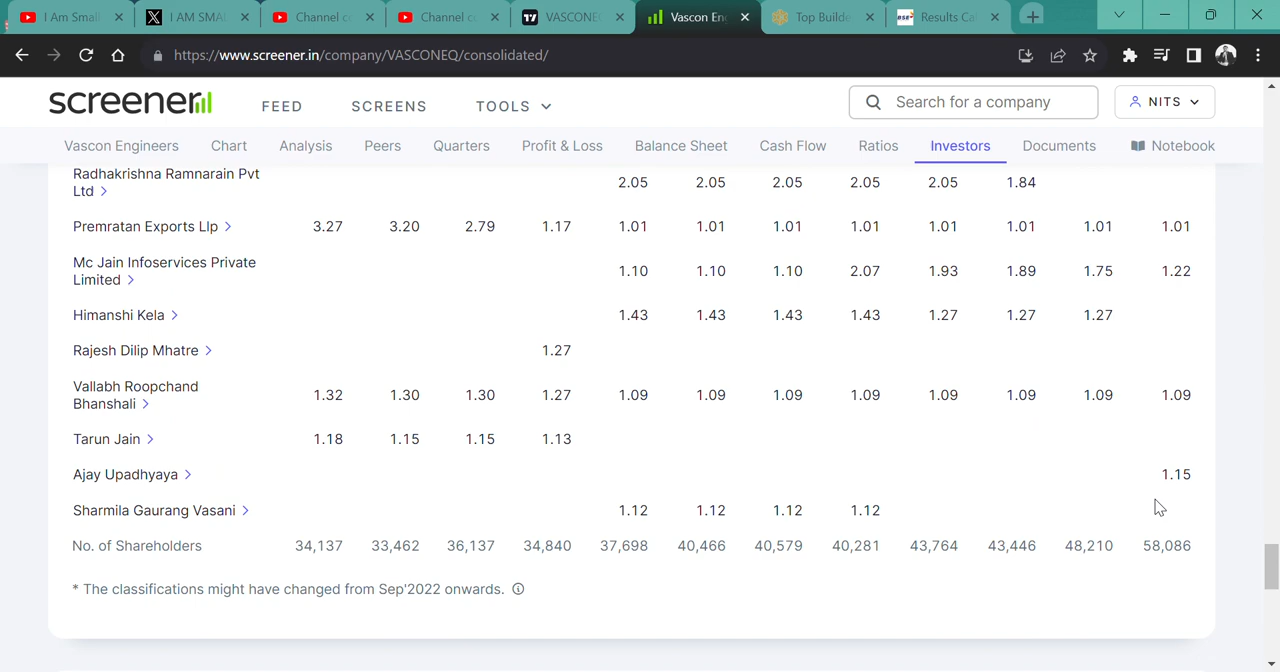 I Am Small
I AM SMAL
Channel c
Channel c
VASCONE
Vascon En
Top Builde
BSE Results Ca
https://www.screener.in/company/VASCONEQ/consolidated/
screener
FEED SCREENS TOOLS
Search for a company
NITS
Vascon Engineers Chart Analysis Peers Quarters Profit & Loss Balance Sheet Cash Flow Ratios Investors Documents Notebook
Radhakrishna Ramnarain Pvt
Ltd > 2.05 2.05 2.05 2.05 2.05 1.84
Premratan Exports Llp > 3.27 3.20 2.79 1.17 1.01 1.01 1.01 1.01 1.01 1.01 1.01 1.01
Mc Jain Infoservices Private
Limited > 1.10 1.10 1.10 2.07 1.93 1.89 1.75 1.22
Himanshi Kela > 1.43 1.43 1.43 1.43 1.27 1.27 1.27
Rajesh Dilip Mhatre > 1.27
Vallabh Roopchand
Bhanshali > 1.32 1.30 1.30 1.27 1.09 1.09 1.09 1.09 1.09 1.09 1.09 1.09
Tarun Jain > 1.18 1.15 1.15 1.13
Ajay Upadhyaya > 1.15
Sharmila Gaurang Vasani > 1.12 1.12 1.12 1.12
No. of Shareholders 34,137 33,462 36,137 34,840 37,698 40,466 40,579 40,281 43,764 43,446 48,210 58,086
* The classifications might have changed from Sep'2022 onwards.